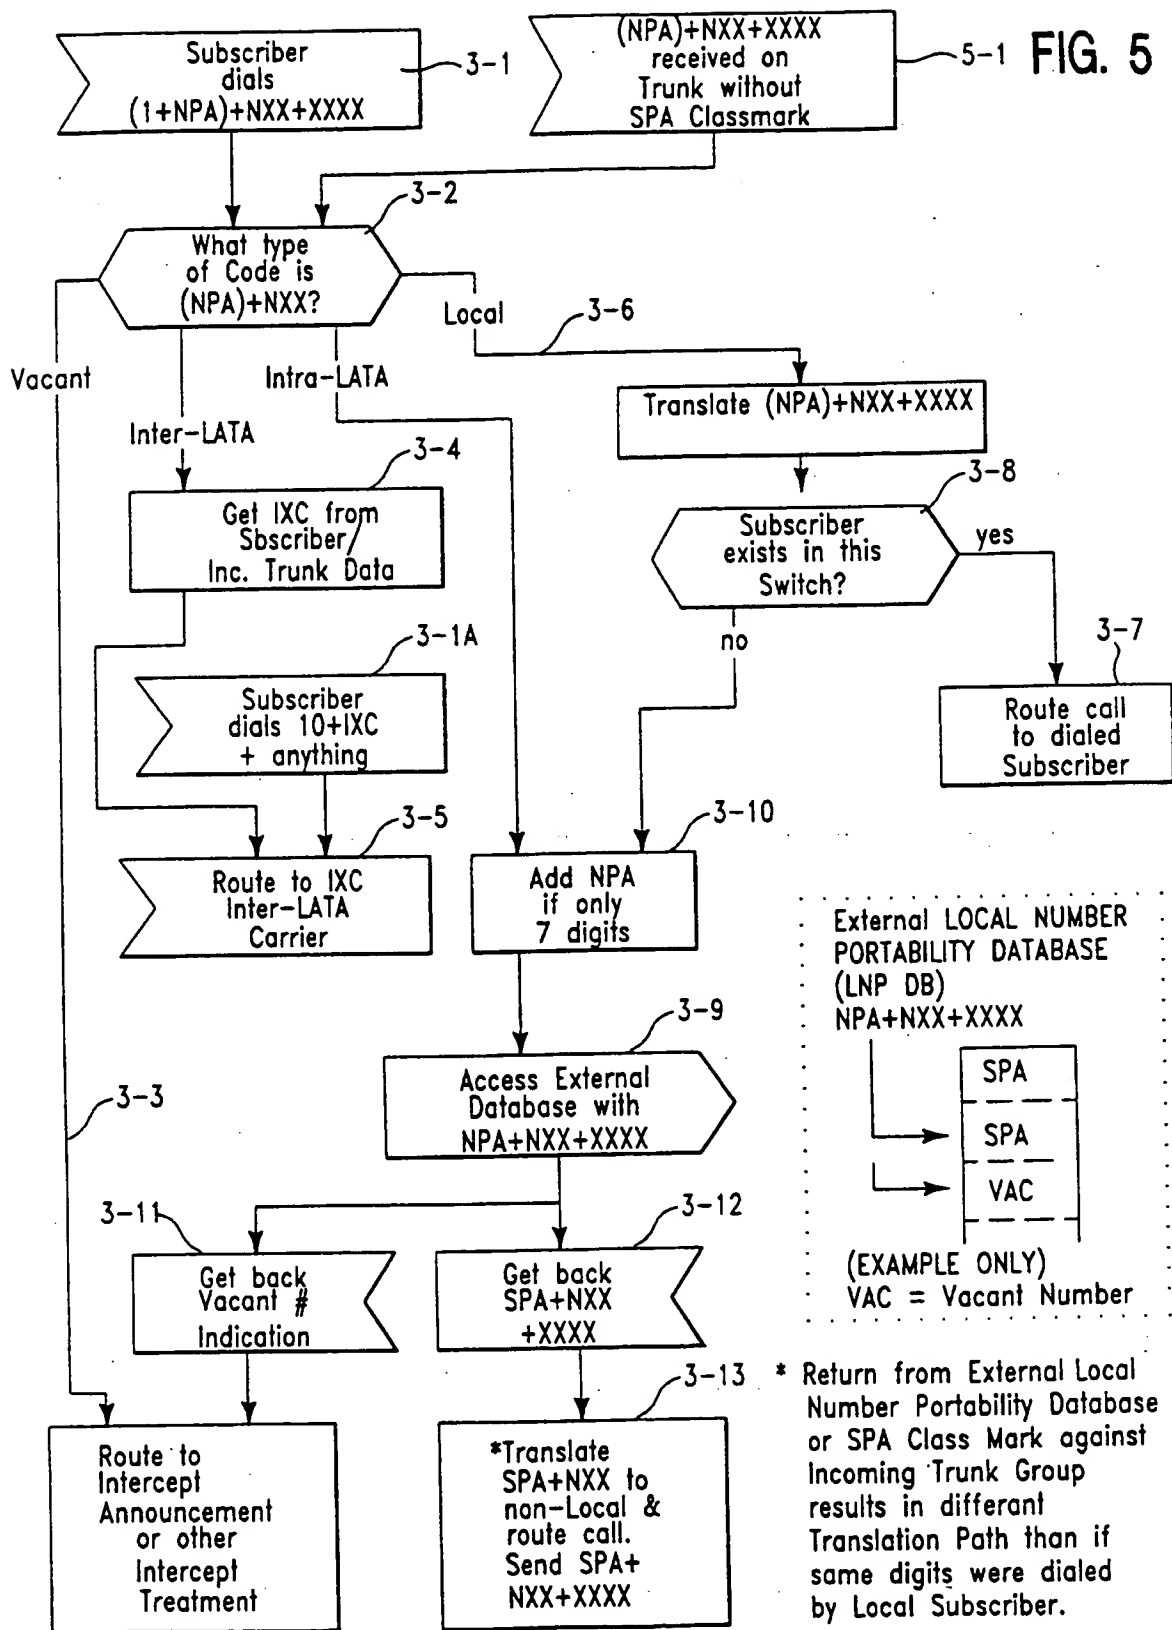 Subscriber
dials
(1+NPA)+NXX+XXXX
3-1
(NPA)+NXX+XXXX
received on
Trunk without
SPA Classmark
5-1
FIG. 5
3-2
What type
of Code is
(NPA)+NXX?
Vacant
Inter-LATA
Intra-LATA
Local
3-6
Translate (NPA)+NXX+XXXX
3-4
Get IXC from
Sbscriber/
Inc. Trunk Data
3-8
Subscriber
exists in this
Switch?
yes
no
3-7
Route call
to dialed
Subscriber
3-1A
Subscriber
dials 10+IXC
+ anything
3-5
Route to IXC
Inter-LATA
Carrier
3-10
Add NPA
if only
7 digits
3-9
Access External
Database with
NPA+NXX+XXXX
External LOCAL NUMBER
PORTABILITY DATABASE
(LNP DB)
NPA+NXX+XXXX
SPA
SPA
VAC
(EXAMPLE ONLY)
VAC = Vacant Number
3-3
3-11
Get back
Vacant #
Indication
3-12
Get back
SPA+NXX
+XXXX
Route to
Intercept
Announcement
or other
Intercept
Treatment
3-13
*Translate
SPA+NXX to
non-Local &
route call.
Send SPA+
NXX+XXXX
* Return from External Local
Number Portability Database
or SPA Class Mark against
Incoming Trunk Group
results in differant
Translation Path than if
same digits were dialed
by Local Subscriber.